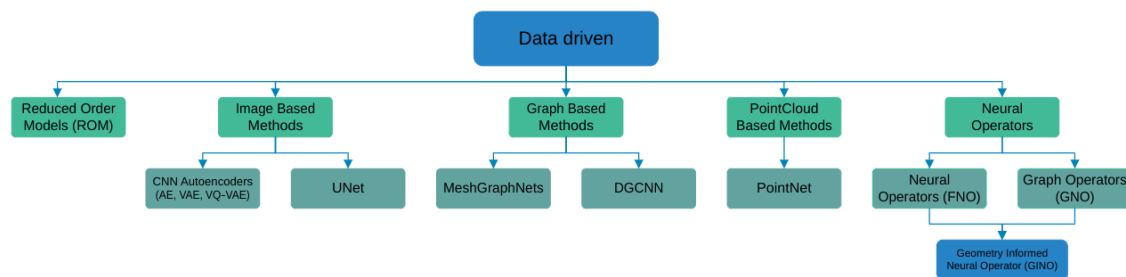 Data driven
Reduced Order
Models (ROM)
Image Based
Methods
Graph Based
Methods
PointCloud
Based Methods
Neural
Operators
CNN Autoencoders
(AE, VAE, VQ-VAE)
UNet
MeshGraphNets
DGCNN
PointNet
Neural
Operators (FNO)
Graph Operators
(GNO)
Geometry Informed
Neural Operator (GINO)